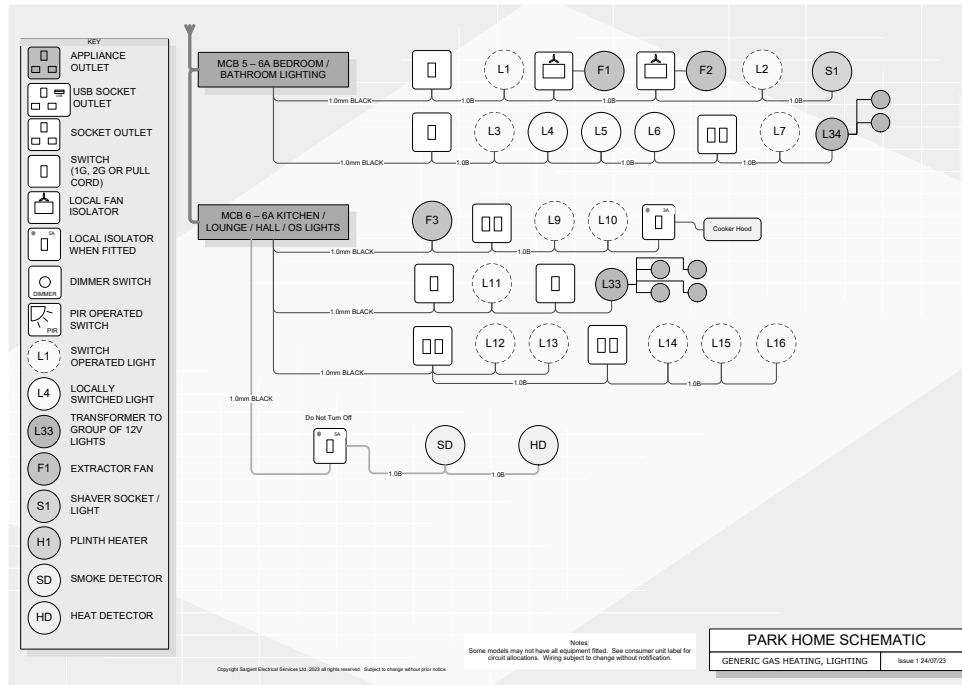 KEY
APPLIANCE
OUTLET
USB SOCKET
OUTLET
SOCKET OUTLET
SWITCH
(1G, 2G OR PULL
CORD)
LOCAL FAN
ISOLATOR
5A
LOCAL ISOLATOR
WHEN FITTED
DIMMER
DIMMER SWITCH
PIR
PIR OPERATED
SWITCH
L1
SWITCH
OPERATED LIGHT
L4
LOCALLY
SWITCHED LIGHT
L33
TRANSFORMER TO
GROUP OF 12V
LIGHTS
F1
EXTRACTOR FAN
S1
SHAVER SOCKET /
LIGHT
H1
PLINTH HEATER
SD
SMOKE DETECTOR
HD
HEAT DETECTOR
MCB 5 – 6A BEDROOM /
BATHROOM LIGHTING
L1 F1 F2 L2 S1
1.0mm BLACK 1.0B 1.0B 1.0B
L3 L4 L5 L6 L7 L34
1.0mm BLACK 1.0B 1.0B 1.0B
MCB 6 – 6A KITCHEN /
LOUNGE / HALL / OS LIGHTS
F3 L9 L10 3A Cooker Hood
1.0mm BLACK 1.0B
L11 L33
1.0mm BLACK
L12 L13 L14 L15 L16
1.0mm BLACK
1.0B 1.0B
1.0mm BLACK
Do Not Turn Off
5A SD HD
1.0B 1.0B
Notes:
Some models may not have all equipment fitted. See consumer unit label for
circuit allocations. Wiring subject to change without notification.
Copyright Sargent Electrical Services Ltd. 2023 all rights reserved. Subject to change without prior notice.
PARK HOME SCHEMATIC
GENERIC GAS HEATING, LIGHTING Issue 1 24/07/23